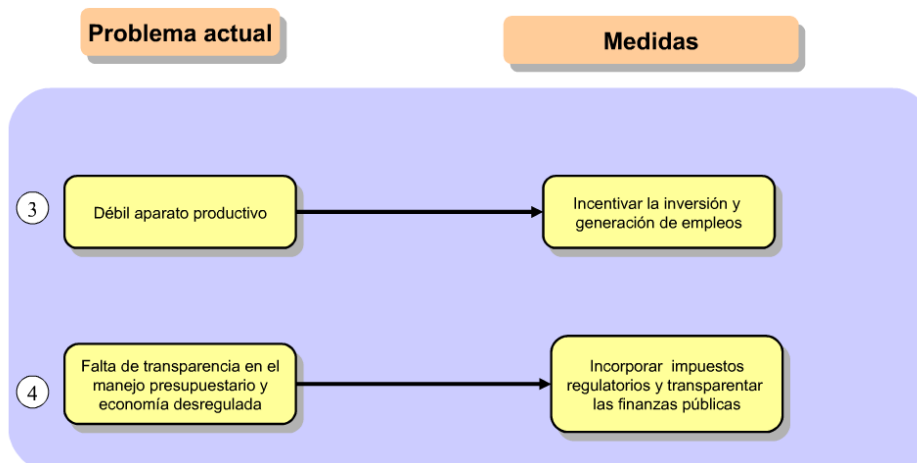 Problema actual
Medidas
3
Débil aparato productivo
Incentivar la inversión y
generación de empleos
4
Falta de transparencia en el
manejo presupuestario y
economía desregulada
Incorporar impuestos
regulatorios y transparentar
las finanzas públicas